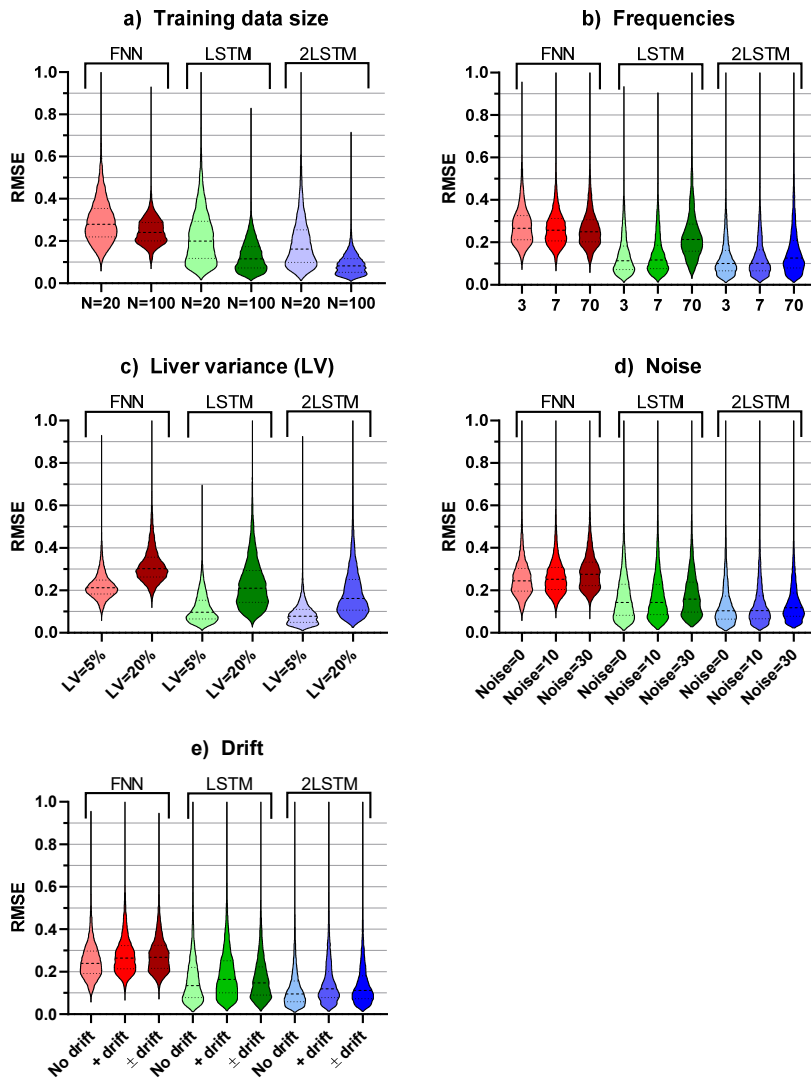 a) Training data size
FNN LSTM 2LSTM
RMSE
1.0
0.8
0.6
0.4
0.2
0.0
N=20 N=100 N=20 N=100 N=20 N=100
b) Frequencies
FNN LSTM 2LSTM
RMSE
1.0
0.8
0.6
0.4
0.2
0.0
3 7 70 3 7 70 3 7 70
c) Liver variance (LV)
FNN LSTM 2LSTM
RMSE
1.0
0.8
0.6
0.4
0.2
0.0
LV=5% LV=20% LV=5% LV=20% LV=5% LV=20%
d) Noise
FNN LSTM 2LSTM
RMSE
1.0
0.8
0.6
0.4
0.2
0.0
Noise=0 Noise=10 Noise=30 Noise=0 Noise=10 Noise=30 Noise=0 Noise=10 Noise=30
e) Drift
FNN LSTM 2LSTM
RMSE
1.0
0.8
0.6
0.4
0.2
0.0
No drift + drift ± drift No drift + drift ± drift No drift + drift ± drift